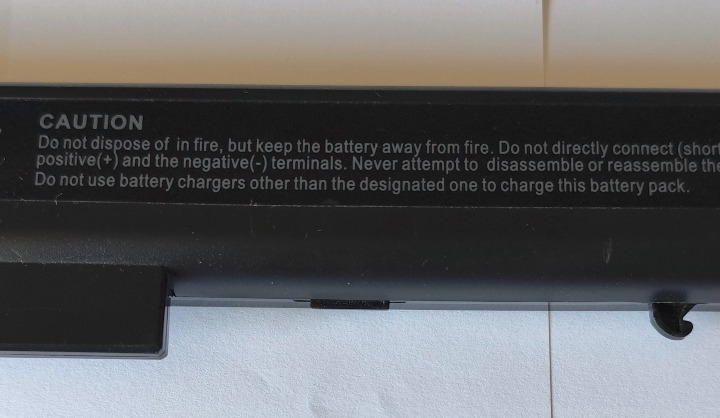 CAUTION
Do not dispose of in fire, but keep the battery away from fire. Do not directly connect (short
positive(+) and the negative(-) terminals. Never attempt to disassemble or reassemble the
Do not use battery chargers other than the designated one to charge this battery pack.